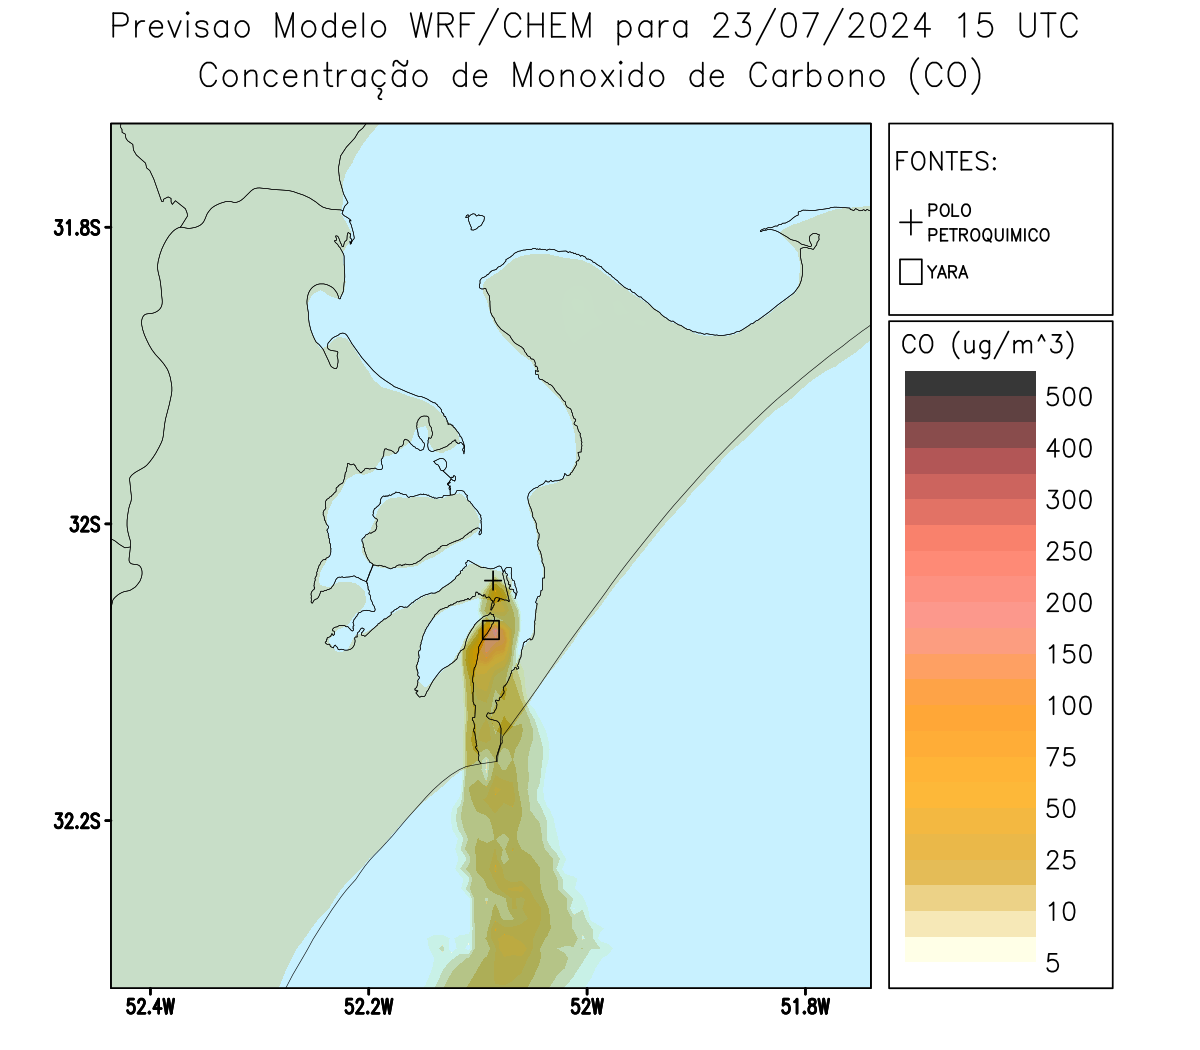 Previsao Modelo WRF/CHEM para 23/07/2024 15 UTC
Concentração de Monoxido de Carbono (CO)
FONTES:
POLO
PETROQUIMICO
YARA
CO (ug/m^3)
500
400
300
250
200
150
100
75
50
25
10
5
31.8S
32S
32.2S
52.4W
52.2W
52W
51.8W